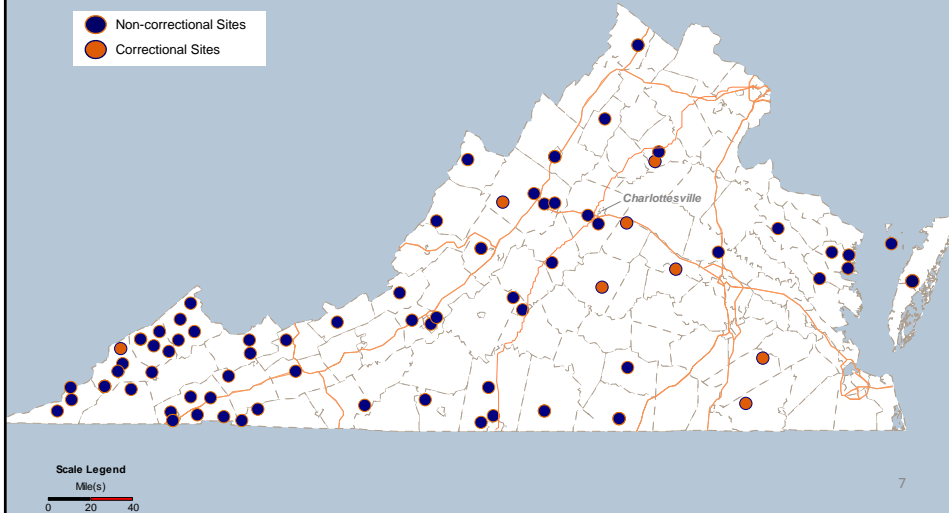 Non-correctional Sites
Correctional Sites
Charlottesville
Scale Legend
Mile(s)
0 20 40
7